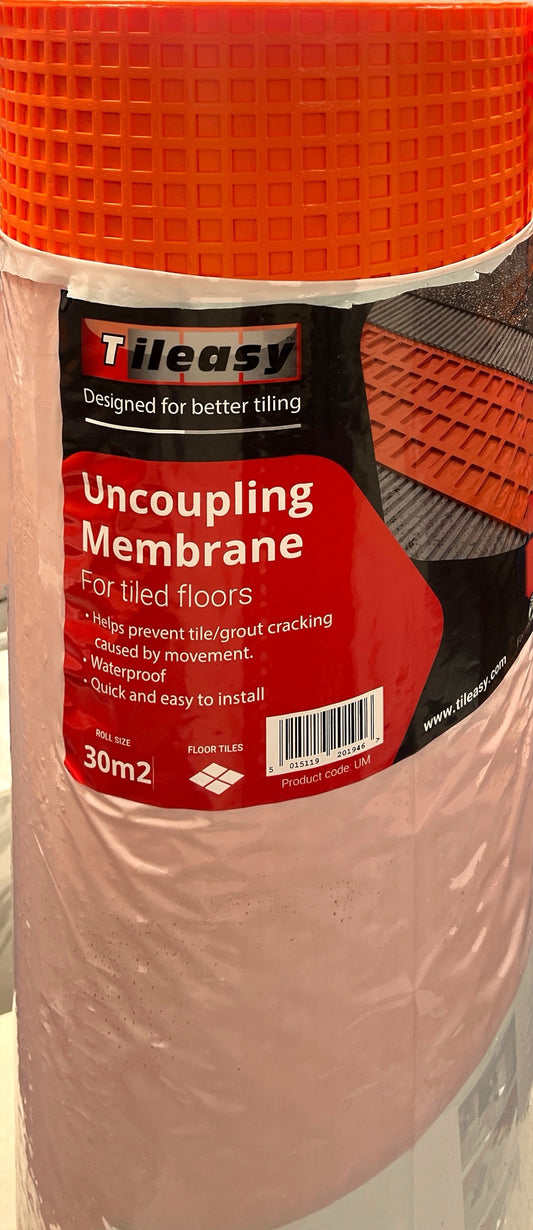 Tileasy
Designed for better tiling
Uncoupling
Membrane
For tiled floors
• Helps prevent tile/grout cracking
caused by movement.
• Waterproof
• Quick and easy to install
ROLL SIZE
30m2
FLOOR TILES
5 015119 201946 >
Product code: UM
www.tileasy.com